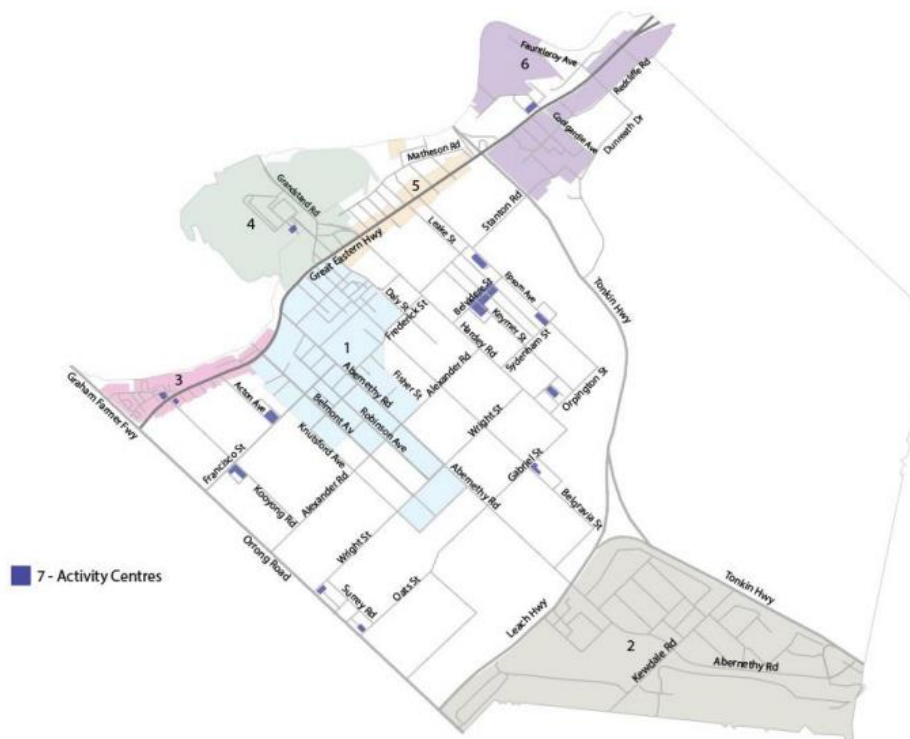 Fauntleroy Ave
6
Redcliffe Rd
Coolgardie Ave
Dunreath Dr
Matheson Rd
5
Grandstand Rd
4
Great Eastern Hwy
Leake St
Stanton Rd
Tonkin Hwy
Epsom Ave
Belvidere St
Keymer St
Hardey Rd
Sydenham St
Daly St
Frederick St
1
Fisher St
Alexander Rd
Abernethy Rd
Orpington St
3
Graham Farmer Fwy
Acton Ave
Belmont Av
Robinson Ave
Wright St
Knutsford Ave
Francisco St
Kooyong Rd
Alexander Rd
Abernethy Rd
Gabriel St
Belgravia St
Orrong Road
Wright St
Surrey Rd
Oats St
7 - Activity Centres
Leach Hwy
Tonkin Hwy
2
Kewdale Rd
Abernethy Rd